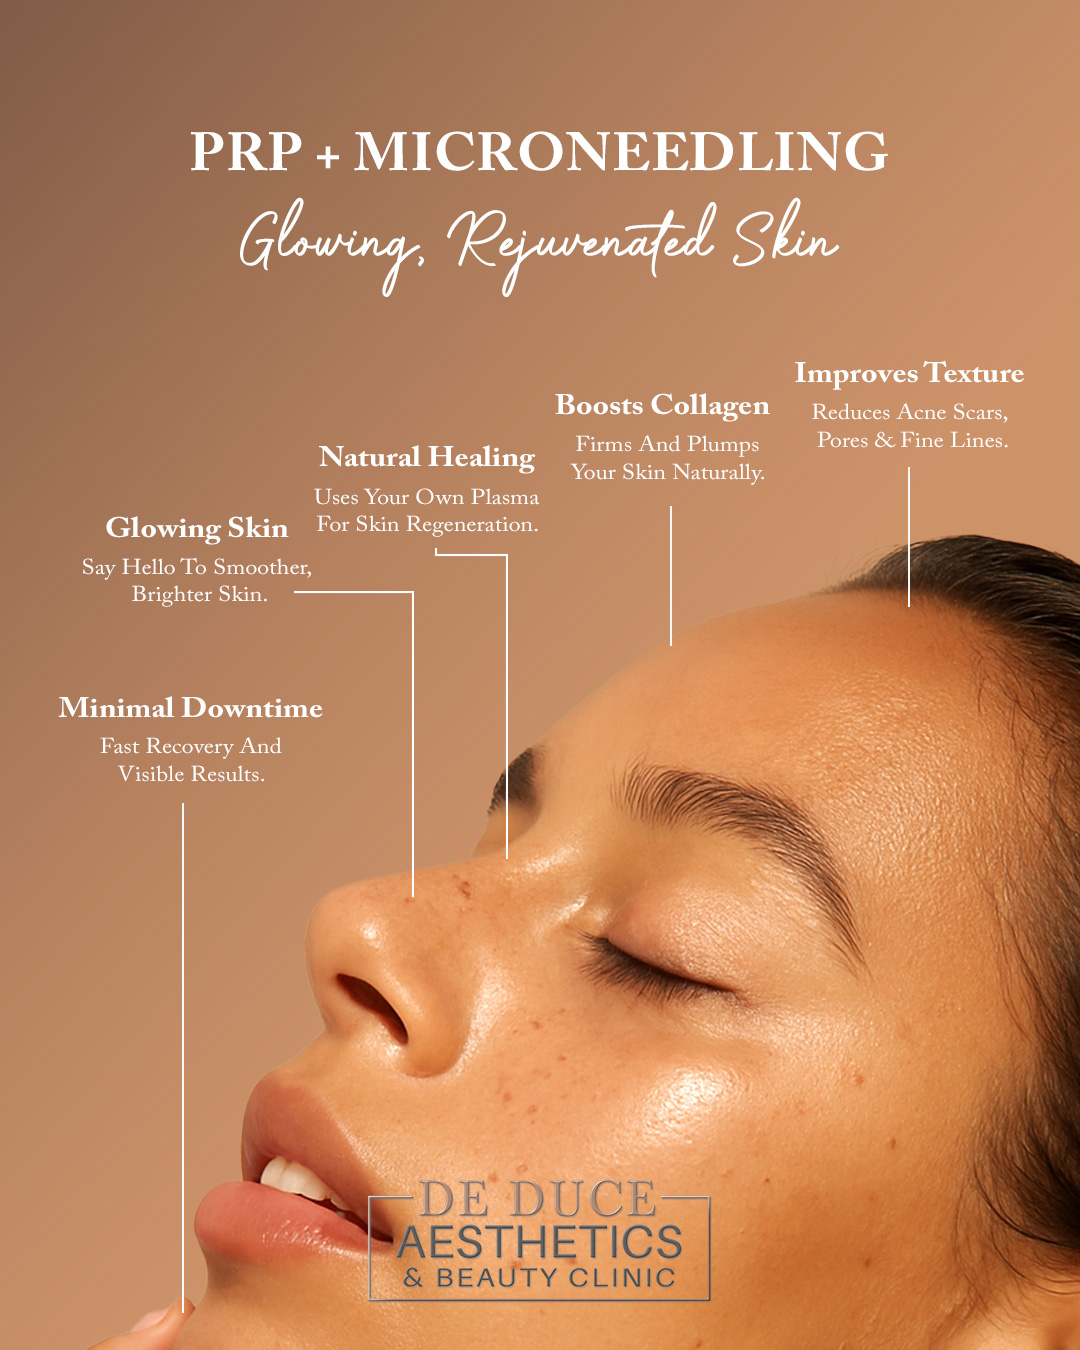 PRP + MICRONEEDLING
Glowing, Rejuvenated Skin
Improves Texture
Reduces Acne Scars,
Pores & Fine Lines.
Boosts Collagen
Firms And Plumps
Your Skin Naturally.
Natural Healing
Uses Your Own Plasma
For Skin Regeneration.
Glowing Skin
Say Hello To Smoother,
Brighter Skin.
Minimal Downtime
Fast Recovery And
Visible Results.
DE DUCE
AESTHETICS
& BEAUTY CLINIC